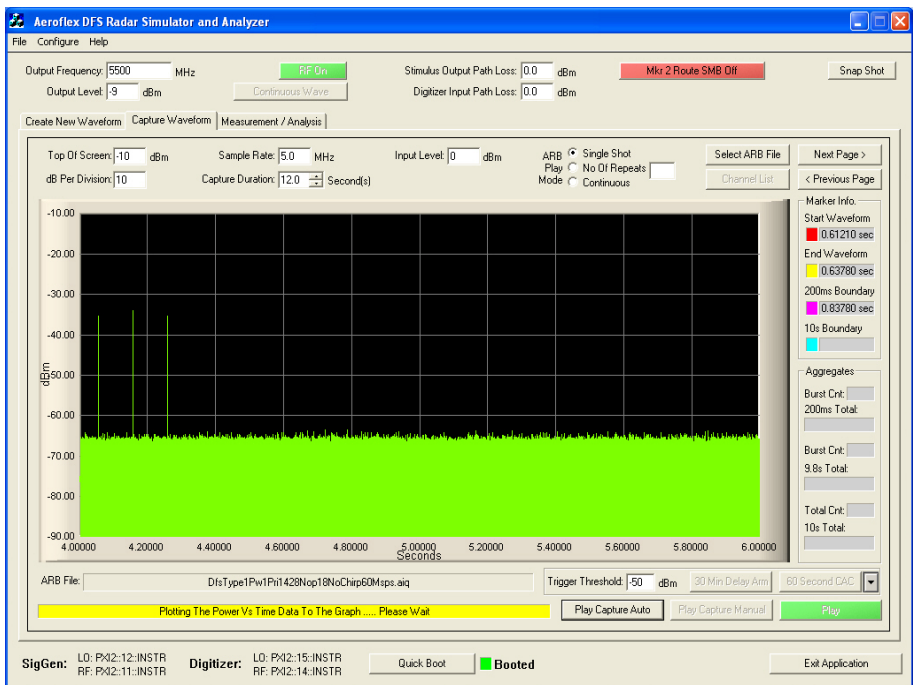 Aeroflex DFS Radar Simulator and Analyzer
File Configure Help
Output Frequency: 5500 MHz RF On Stimulus Output Path Loss: 0.0 dBm Mkr 2 Route SMB Off Snap Shot
Output Level: -9 dBm Continuous Wave Digitizer Input Path Loss: 0.0 dBm
Create New Waveform Capture Waveform Measurement / Analysis
Top Of Screen: -10 dBm Sample Rate: 5.0 MHz Input Level: 0 dBm ARB Play Mode Single Shot Select ARB File Next Page >
No Of Repeats
dB Per Division: 10 Capture Duration: 12.0 Second(s) Continuous Channel List < Previous Page
Marker Info.
Start Waveform
0.61210 sec
End Waveform
0.63780 sec
200ms Boundary
0.83780 sec
10s Boundary
Aggregates
Burst Cnt:
200ms Total:
Burst Cnt:
9.8s Total:
Total Cnt:
10s Total:
-10.00
-20.00
-30.00
-40.00
-50.00
-60.00
-70.00
-80.00
-90.00
dBm
4.00000 4.20000 4.40000 4.60000 4.80000 5.00000 5.20000 5.40000 5.60000 5.80000 6.00000
Seconds
ARB File: DfsType1Pw1Pri1428Nop18NoChirp60Msps.aiq Trigger Threshold: -50 dBm 30 Min Delay Arm 60 Second CAC
Plotting The Power Vs Time Data To The Graph ..... Please Wait Play Capture Auto Play Capture Manual Play
SigGen: LO: PXI2::12::INSTR Digitizer: LO: PXI2::15::INSTR Quick Boot Booted Exit Application
RF: PXI2::11::INSTR RF: PXI2::14::INSTR